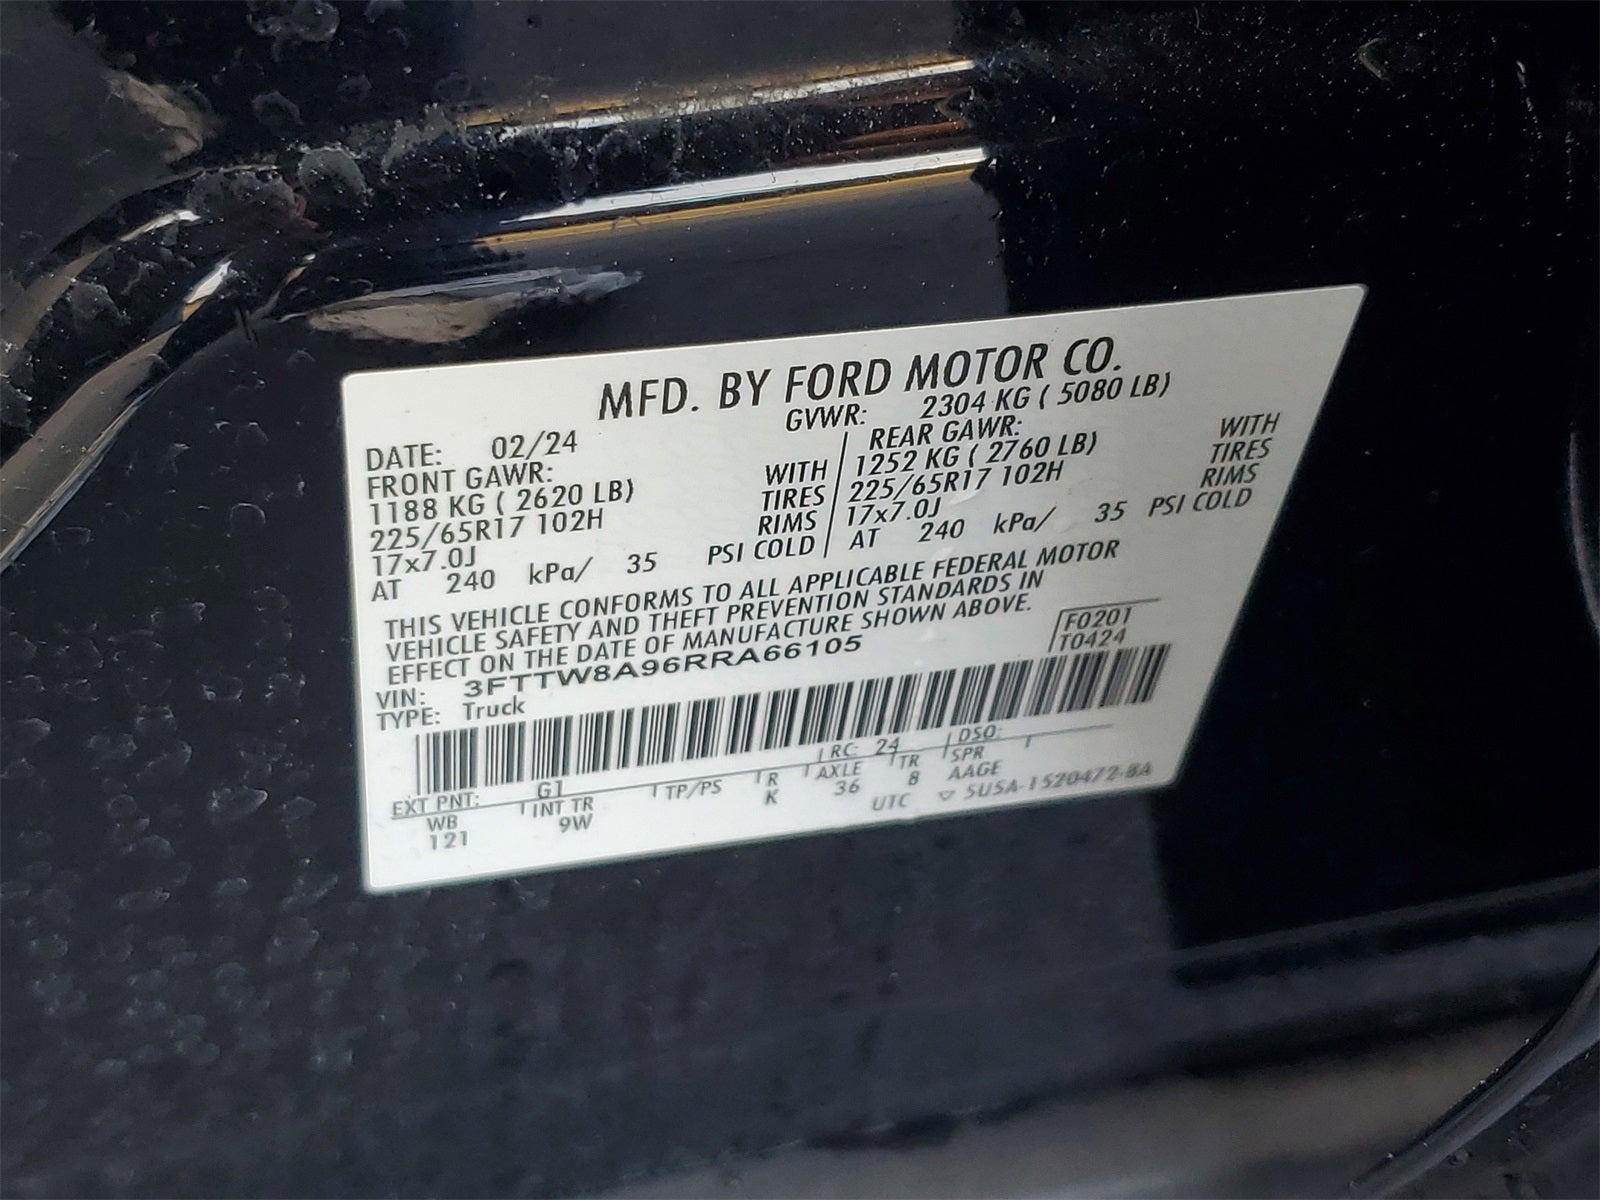 MFD. BY FORD MOTOR CO.
DATE: 02/24 GVWR: 2304 KG ( 5080 LB)
FRONT GAWR: REAR GAWR:
1188 KG ( 2620 LB) WITH 1252 KG ( 2760 LB) WITH
225/65R17 102H TIRES 225/65R17 102H TIRES
17x7.0J RIMS 17x7.0J RIMS
AT 240 kPa/ 35 PSI COLD AT 240 kPa/ 35 PSI COLD
THIS VEHICLE CONFORMS TO ALL APPLICABLE FEDERAL MOTOR
VEHICLE SAFETY AND THEFT PREVENTION STANDARDS IN
EFFECT ON THE DATE OF MANUFACTURE SHOWN ABOVE.
F0201
T0424
VIN: 3FTTW8A96RRA66105
TYPE: Truck
EXT PNT: G1 RC: 24 DSO:
WB INT TR TP/PS R AXLE TR SPR
121 9W K 36 8 AAGE
UTC ▽ 5U5A-1520472-BA